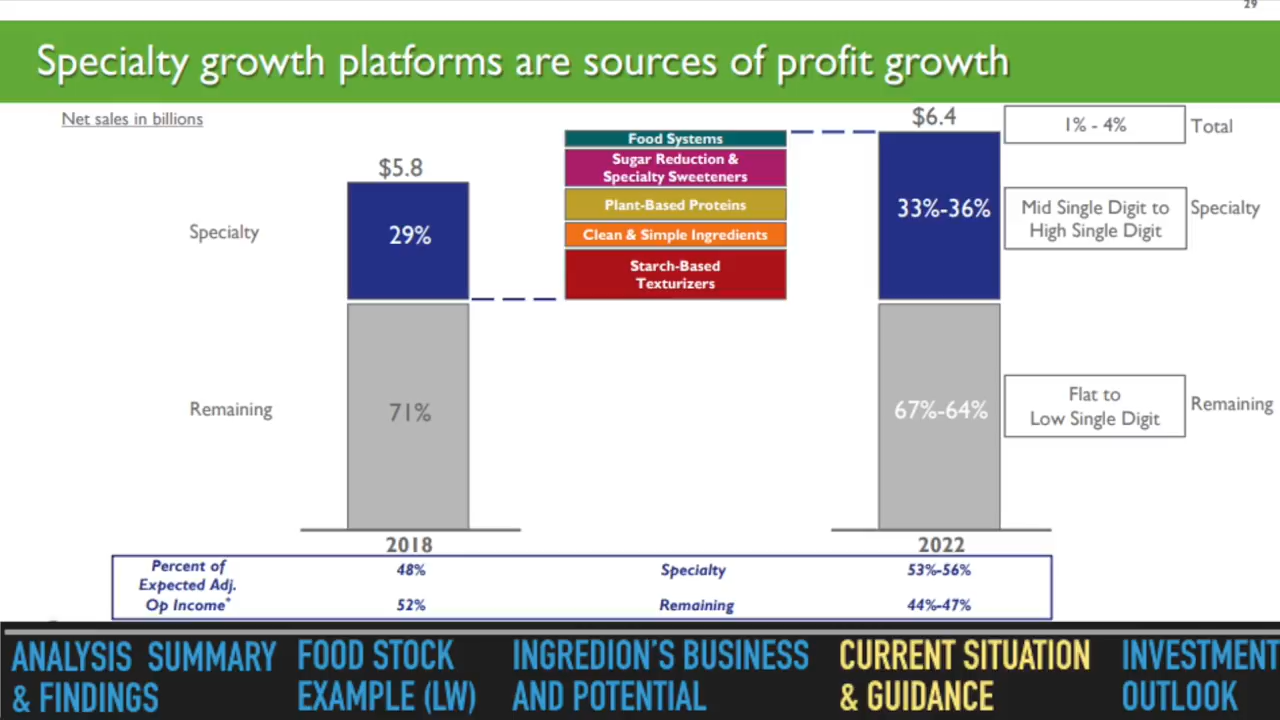 29
Specialty growth platforms are sources of profit growth
Net sales in billions
$5.8
Specialty
29%
Remaining
71%
2018
Food Systems
Sugar Reduction &
Specialty Sweeteners
Plant-Based Proteins
Clean & Simple Ingredients
Starch-Based
Texturizers
$6.4
33%-36%
67%-64%
2022
1% - 4%
Total
Mid Single Digit to
High Single Digit
Specialty
Flat to
Low Single Digit
Remaining
Percent of
Expected Adj.
Op Income*
48%
Specialty
53%-56%
52%
Remaining
44%-47%
ANALYSIS SUMMARY
& FINDINGS
FOOD STOCK
EXAMPLE (LW)
INGREDION'S BUSINESS
AND POTENTIAL
CURRENT SITUATION
& GUIDANCE
INVESTMENT
OUTLOOK